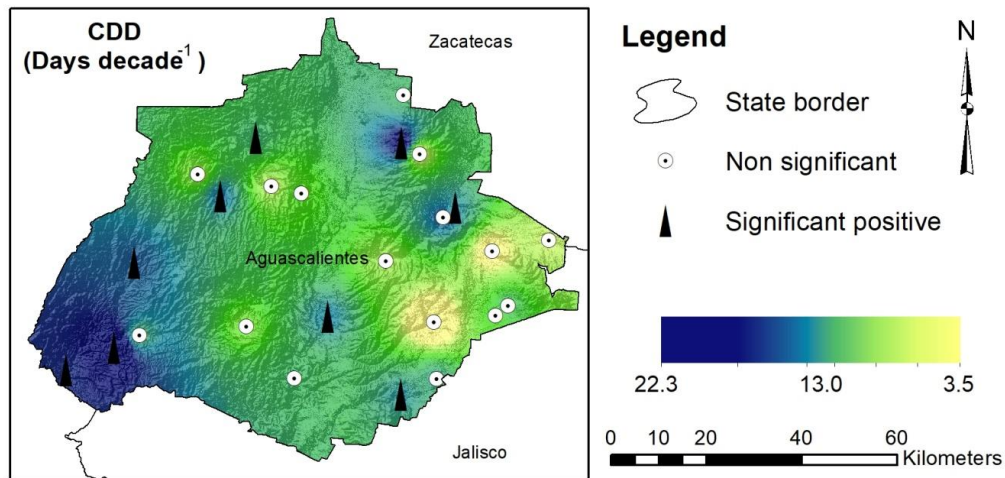 CDD
(Days decade-1)
Zacatecas
Aguascalientes
Jalisco
Legend
State border
Non significant
Significant positive
22.3 13.0 3.5
0 10 20 40 60
Kilometers
N